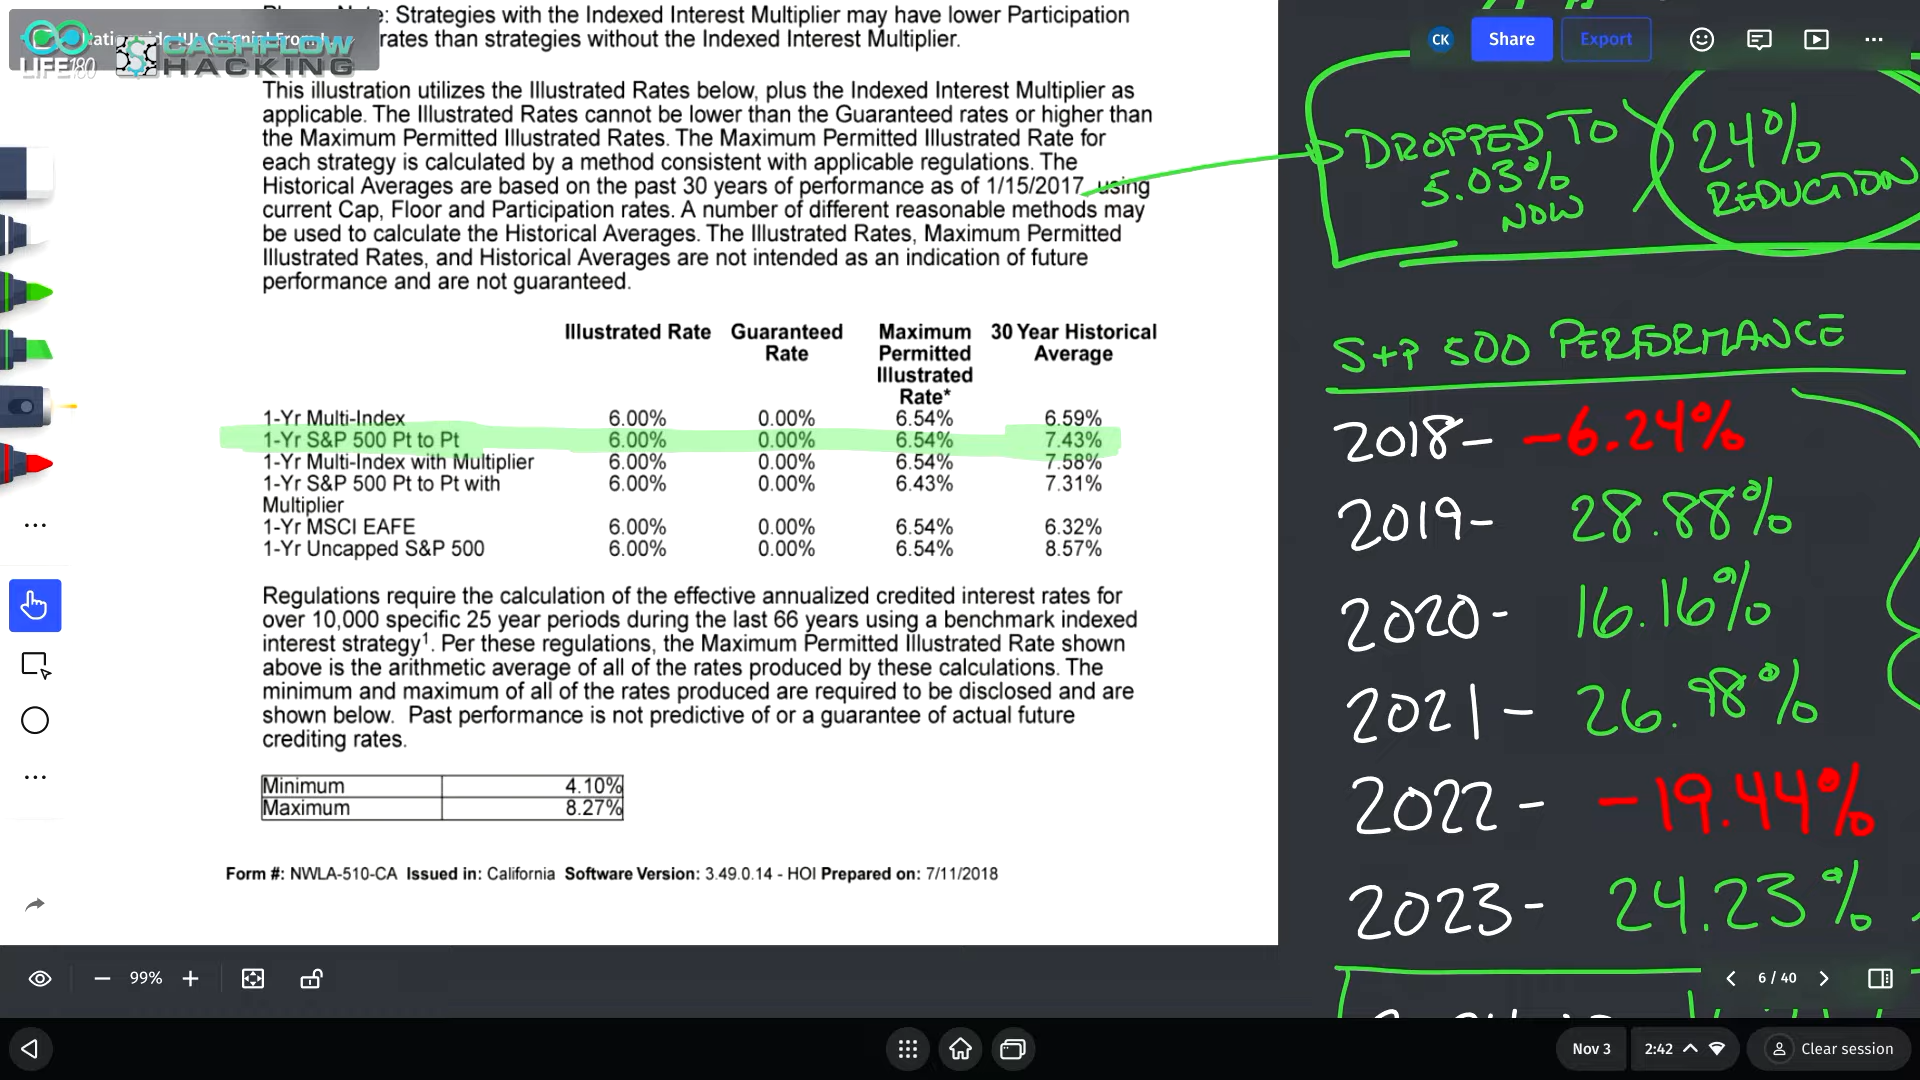 Note: Strategies with the Indexed Interest Multiplier may have lower Participation
rates than strategies without the Indexed Interest Multiplier.
LIFE180
CASHFLOW
HACKING
This illustration utilizes the Illustrated Rates below, plus the Indexed Interest Multiplier as
applicable. The Illustrated Rates cannot be lower than the Guaranteed rates or higher than
the Maximum Permitted Illustrated Rates. The Maximum Permitted Illustrated Rate for
each strategy is calculated by a method consistent with applicable regulations. The
Historical Averages are based on the past 30 years of performance as of 1/15/2017, using
current Cap, Floor and Participation rates. A number of different reasonable methods may
be used to calculate the Historical Averages. The Illustrated Rates, Maximum Permitted
Illustrated Rates, and Historical Averages are not intended as an indication of future
performance and are not guaranteed.
Illustrated Rate Guaranteed Rate Maximum Permitted Illustrated Rate* 30 Year Historical Average
1-Yr Multi-Index 6.00% 0.00% 6.54% 6.59%
1-Yr S&P 500 Pt to Pt 6.00% 0.00% 6.54% 7.43%
1-Yr Multi-Index with Multiplier 6.00% 0.00% 6.54% 7.58%
1-Yr S&P 500 Pt to Pt with 6.00% 0.00% 6.43% 7.31%
Multiplier
1-Yr MSCI EAFE 6.00% 0.00% 6.54% 6.32%
1-Yr Uncapped S&P 500 6.00% 0.00% 6.54% 8.57%
Regulations require the calculation of the effective annualized credited interest rates for
over 10,000 specific 25 year periods during the last 66 years using a benchmark indexed
interest strategy¹. Per these regulations, the Maximum Permitted Illustrated Rate shown
above is the arithmetic average of all of the rates produced by these calculations. The
minimum and maximum of all of the rates produced are required to be disclosed and are
shown below. Past performance is not predictive of or a guarantee of actual future
crediting rates.
Minimum 4.10%
Maximum 8.27%
Form #: NWLA-510-CA Issued in: California Software Version: 3.49.0.14 - HOI Prepared on: 7/11/2018
CK Share Export
DROPPED TO
5.03%
NOW
24%
REDUCTION
S+P 500 PERFORMANCE
2018- -6.24%
2019- 28.88%
2020- 16.16%
2021- 26.98%
2022- -19.44%
2023- 24.23%
99%
6 / 40
Nov 3 2:42 Clear session